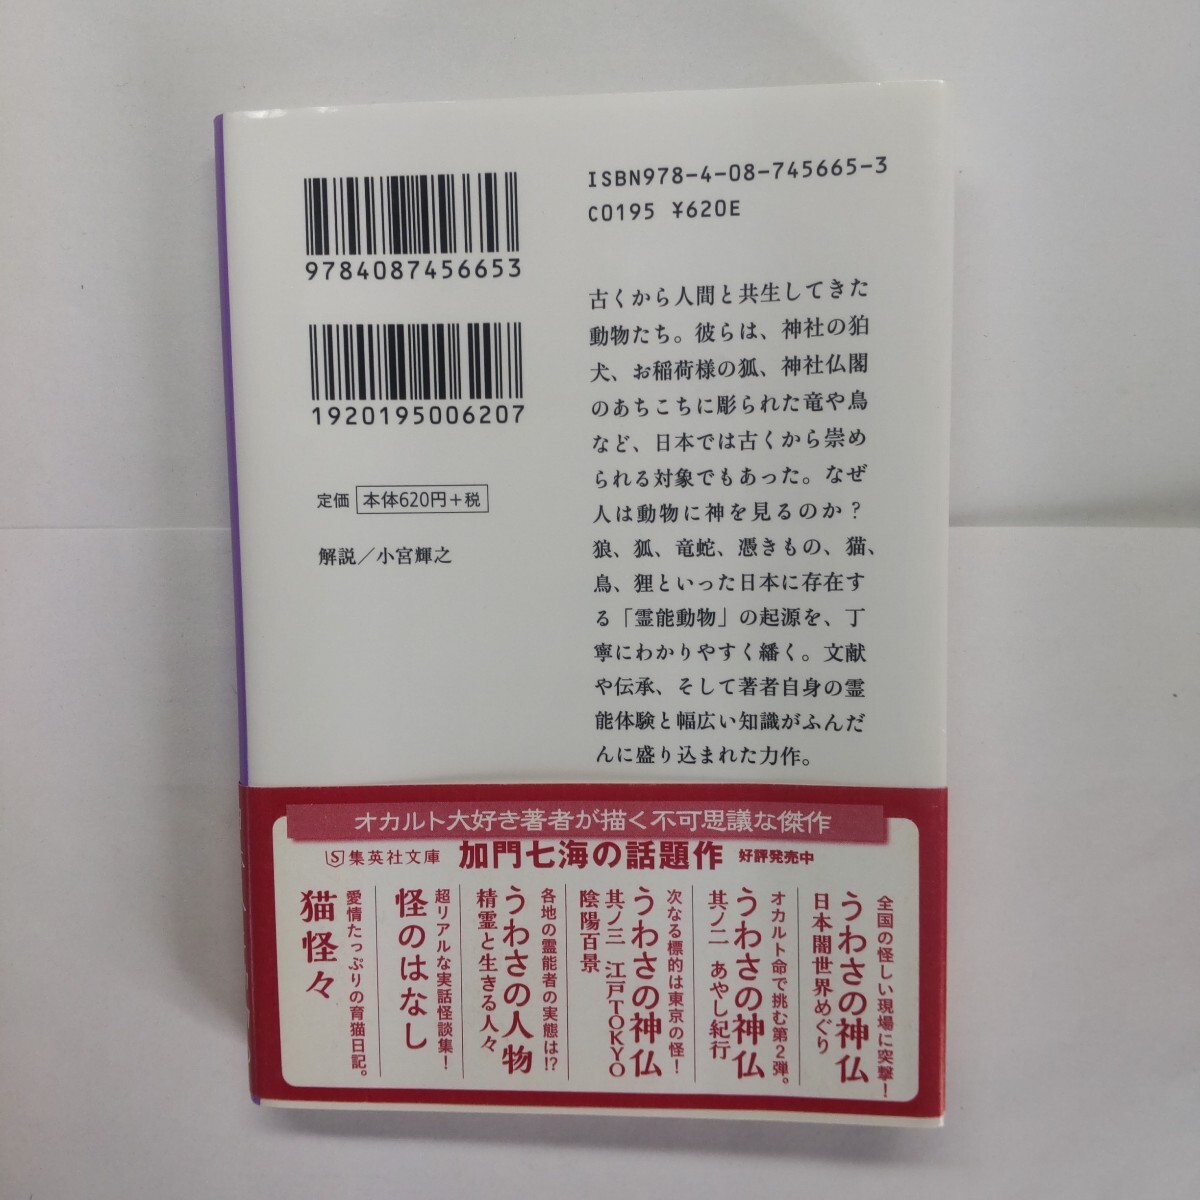 ISBN978-4-08-745665-3
C0195 ¥620E
9784087456653
1920195006207
定価 本体620円+税
解説／小宮輝之
古くから人間と共生してきた
動物たち。彼らは、神社の狛
犬、お稲荷様の狐、神社仏閣
のあちこちに彫られた竜や鳥
など、日本では古くから崇め
られる対象でもあった。なぜ
人は動物に神を見るのか？
狼、狐、竜蛇、憑きもの、猫、
鳥、狸といった日本に存在す
る「霊能動物」の起源を、丁
寧にわかりやすく繙く。文献
や伝承、そして著者自身の霊
能体験と幅広い知識がふんだ
んに盛り込まれた力作。
オカルト大好き著者が描く不可思議な傑作
集英社文庫 加門七海の話題作 好評発売中
全国の怪しい現場に突撃！
うわさの神仏
日本闇世界めぐり
オカルト命で挑む第2弾。
うわさの神仏
其ノ二 あやし紀行
次なる標的は東京の怪！
うわさの神仏
其ノ三 江戸TOKYO
陰陽百景
各地の霊能者の実態は!?
うわさの人物
精霊と生きる人々
超リアルな実話怪談集！
怪のはなし
愛情たっぷりの育猫日記。
猫怪々